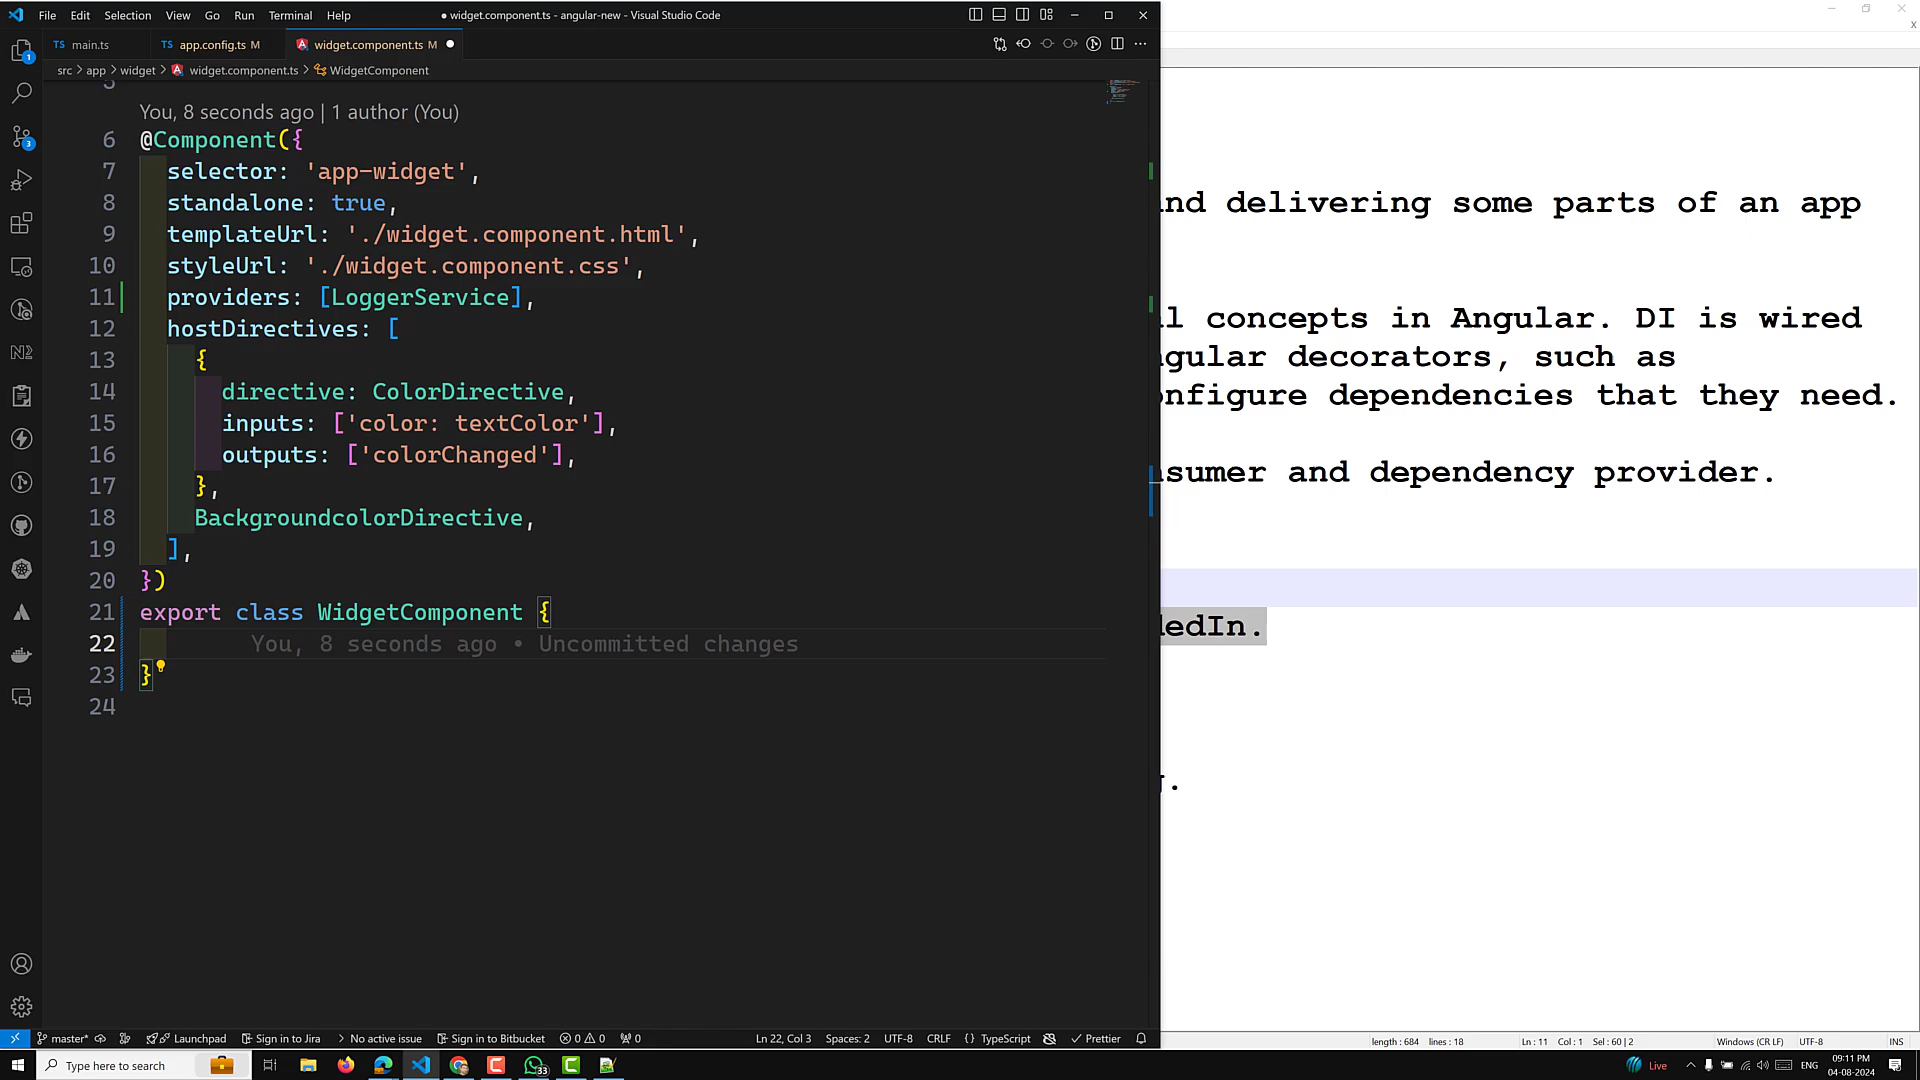 File Edit Selection View Go Run Terminal Help
● widget.component.ts - angular-new - Visual Studio Code
TS main.ts
TS app.config.ts M
widget.component.ts M
src > app > widget > widget.component.ts > WidgetComponent
You, 8 seconds ago | 1 author (You)
6 @Component({
7 selector: 'app-widget',
8 standalone: true,
9 templateUrl: './widget.component.html',
10 styleUrl: './widget.component.css',
11 providers: [LoggerService],
12 hostDirectives: [
13 {
14 directive: ColorDirective,
15 inputs: ['color: textColor'],
16 outputs: ['colorChanged'],
17 },
18 BackgroundcolorDirective,
19 ],
20 })
21 export class WidgetComponent {
22 You, 8 seconds ago • Uncommitted changes
23 }
24
nd delivering some parts of an app
l concepts in Angular. DI is wired
gular decorators, such as
nfigure dependencies that they need.
sumer and dependency provider.
edIn.
master* Launchpad Sign in to Jira No active issue Sign in to Bitbucket 0 0 0 Ln 22, Col 3 Spaces: 2 UTF-8 CRLF {} TypeScript Prettier
length : 684 lines : 18 Ln : 11 Col : 1 Sel : 60 | 2 Windows (CR LF) UTF-8 INS
Type here to search
33
Live
ENG
09:11 PM
04-08-2024